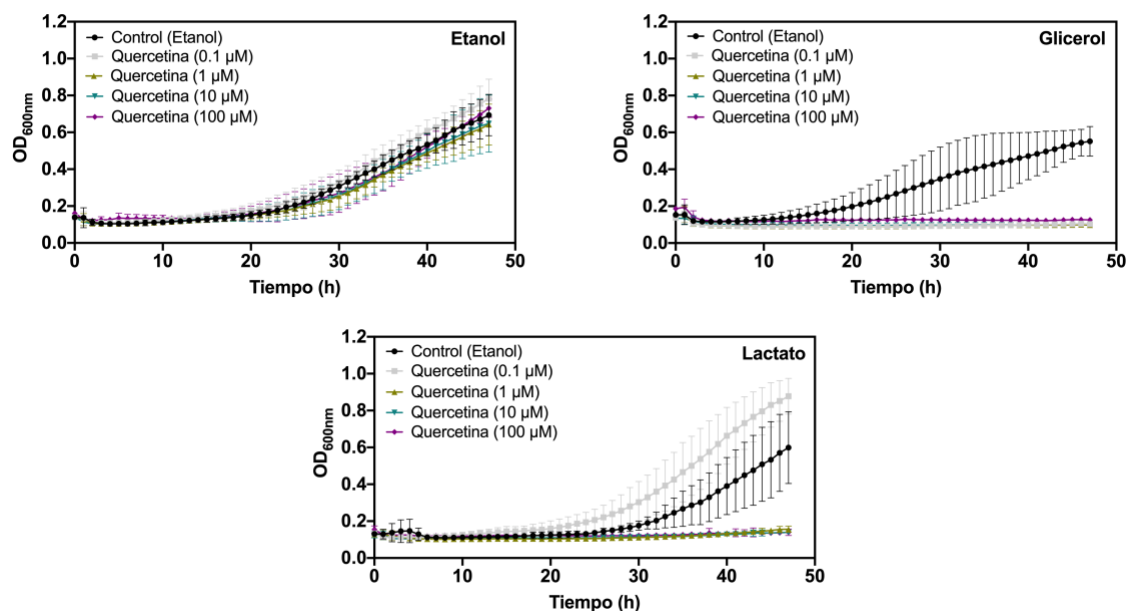 Etanol
Control (Etanol)
Quercetina (0.1 µM)
Quercetina (1 µM)
Quercetina (10 µM)
Quercetina (100 µM)
OD600nm
1.2
1.0
0.8
0.6
0.4
0.2
0.0
0 10 20 30 40 50
Tiempo (h)
Glicerol
Control (Etanol)
Quercetina (0.1 µM)
Quercetina (1 µM)
Quercetina (10 µM)
Quercetina (100 µM)
OD600nm
1.2
1.0
0.8
0.6
0.4
0.2
0.0
0 10 20 30 40 50
Tiempo (h)
Lactato
Control (Etanol)
Quercetina (0.1 µM)
Quercetina (1 µM)
Quercetina (10 µM)
Quercetina (100 µM)
OD600nm
1.2
1.0
0.8
0.6
0.4
0.2
0.0
0 10 20 30 40 50
Tiempo (h)